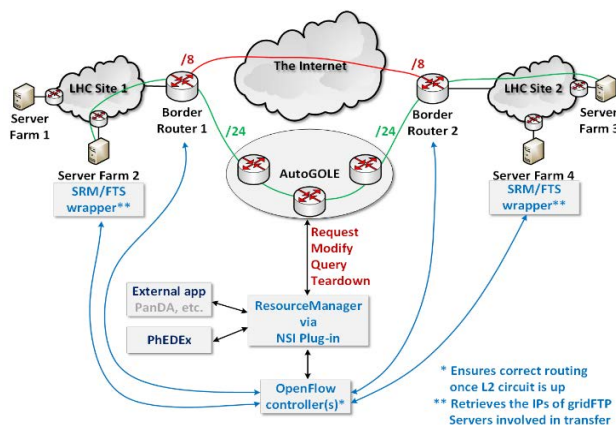 /8
/8
The Internet
LHC Site 1
LHC Site 2
Server
Farm 1
Border
Router 1
Border
Router 2
Server
Farm 3
/24
/24
AutoGOLE
Server Farm 2
Server Farm 4
SRM/FTS
wrapper**
SRM/FTS
wrapper**
Request
Modify
Query
Teardown
External app
PanDA, etc.
ResourceManager
via
NSI Plug-in
PhEDEx
OpenFlow
controller(s)*
* Ensures correct routing
once L2 circuit is up
** Retrieves the IPs of gridFTP
Servers involved in transfer